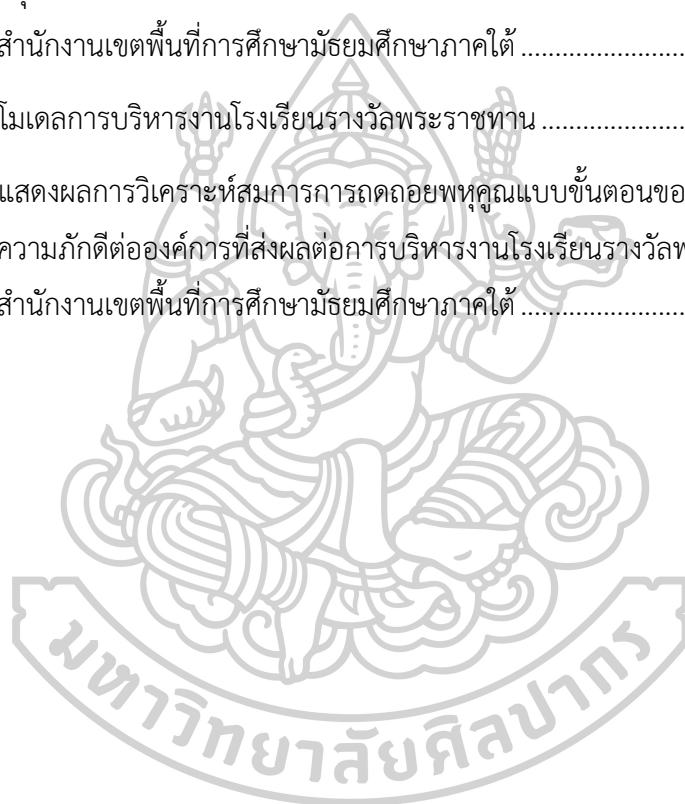 สำนักงานเขตพื้นที่การศึกษามัธยมศึกษาภาคใต้ ........................
โมเดลการบริหารงานโรงเรียนรางวัลพระราชทาน ......................
แสดงผลการวิเคราะห์สมการการถดถอยพหุคูณแบบขั้นตอนขอ
ความภักดีต่อองค์การที่ส่งผลต่อการบริหารงานโรงเรียนรางวัลพ
สำนักงานเขตพื้นที่การศึกษามัธยมศึกษาภาคใต้ ........................
มหาวิทยาลัยศิลปากร